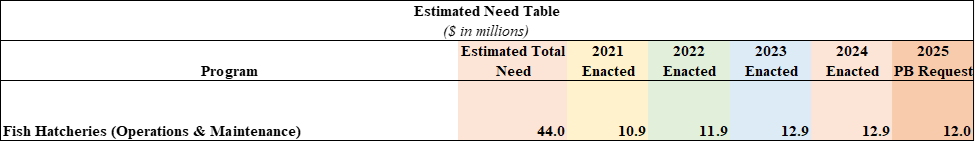 Estimated Need Table
($ in millions)
Program Estimated Total Need 2021 Enacted 2022 Enacted 2023 Enacted 2024 Enacted 2025 PB Request
Fish Hatcheries (Operations & Maintenance) 44.0 10.9 11.9 12.9 12.9 12.0